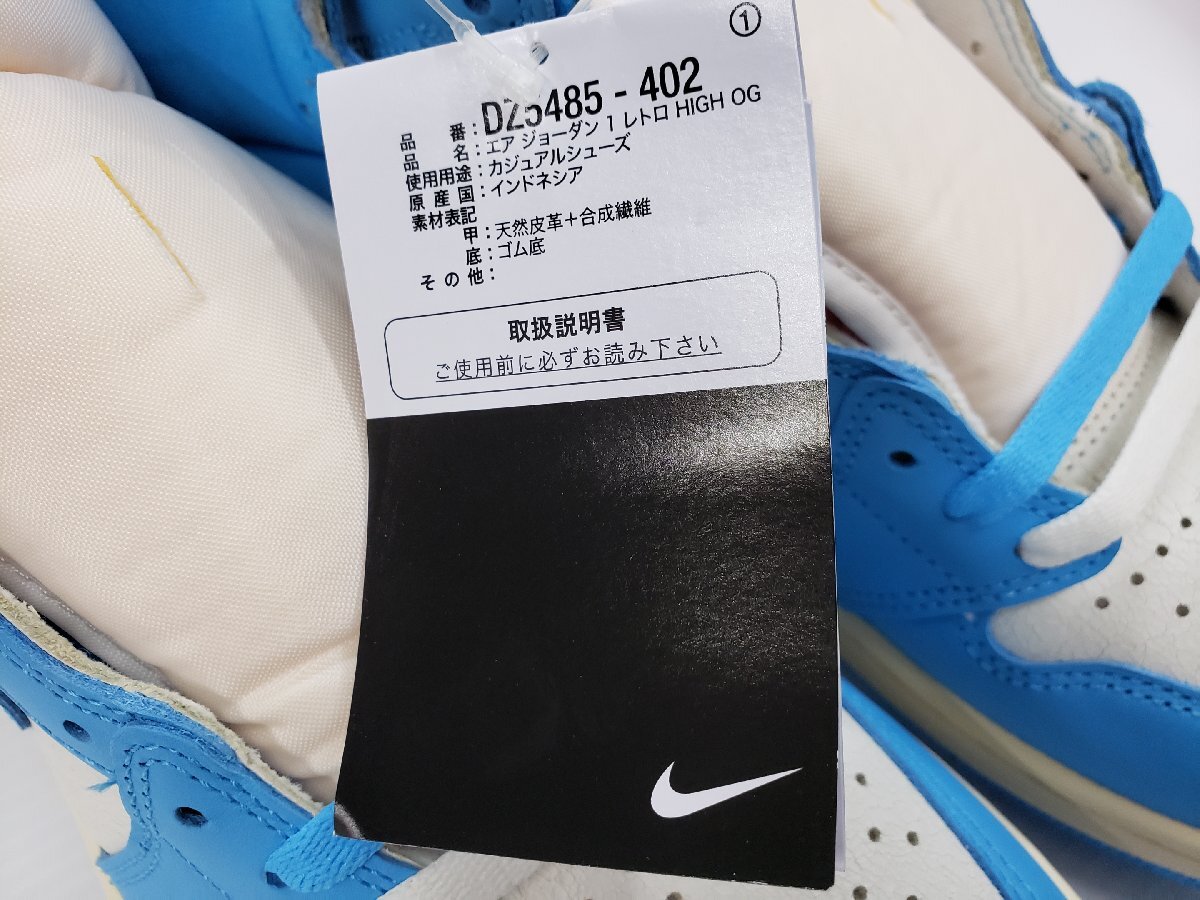 ①
品番：DZ5485 - 402
品名：エア ジョーダン 1 レトロ HIGH OG
使用用途：カジュアルシューズ
原産国：インドネシア
素材表記
甲：天然皮革＋合成繊維
底：ゴム底
その他：
取扱説明書
ご使用前に必ずお読み下さい